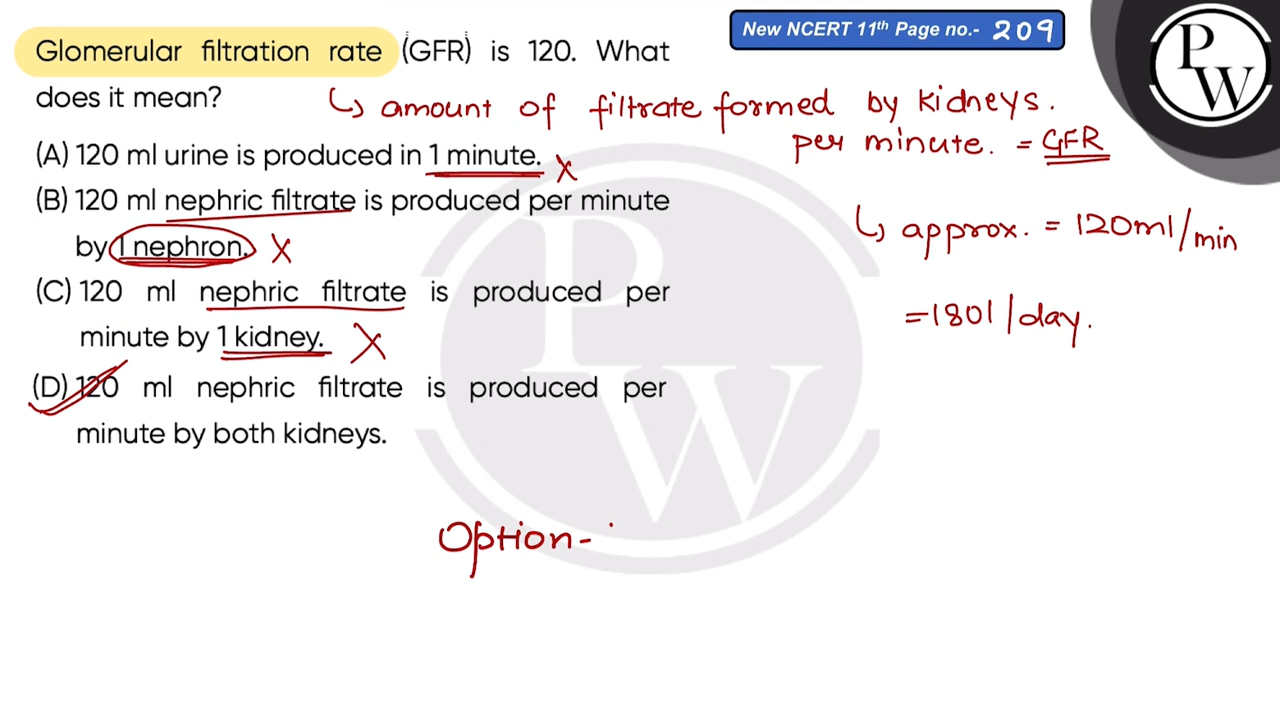 New NCERT 11th Page no.- 209
PW
Glomerular filtration rate (GFR) is 120. What
does it mean?
↳ amount of filtrate formed by kidneys.
per minute. = GFR
(A) 120 ml urine is produced in 1 minute. X
(B) 120 ml nephric filtrate is produced per minute
by 1 nephron. X
↳ approx. = 120ml/min
(C) 120 ml nephric filtrate is produced per
minute by 1 kidney. X
=180l/day.
(D) 120 ml nephric filtrate is produced per
minute by both kidneys.
PW
Option-